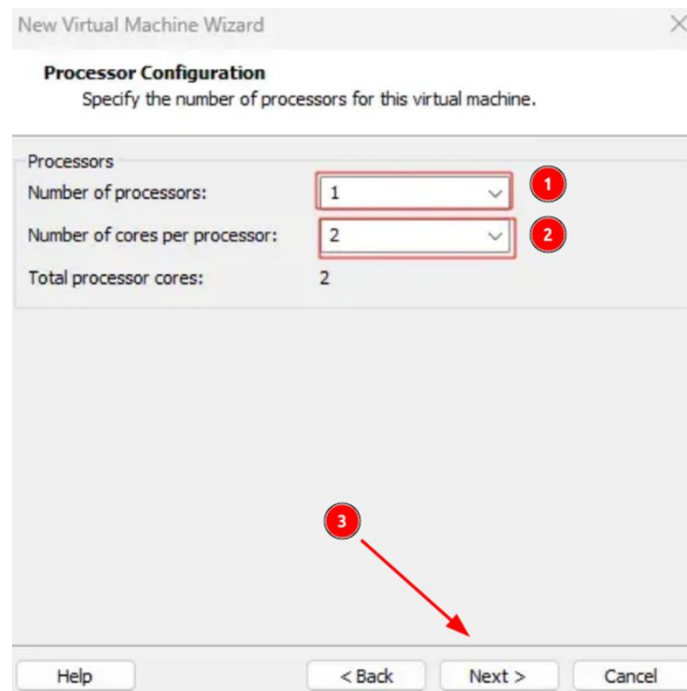 New Virtual Machine Wizard
Processor Configuration
Specify the number of processors for this virtual machine.
Processors
Number of processors: 1 1
Number of cores per processor: 2 2
Total processor cores: 2
3
Help < Back Next > Cancel